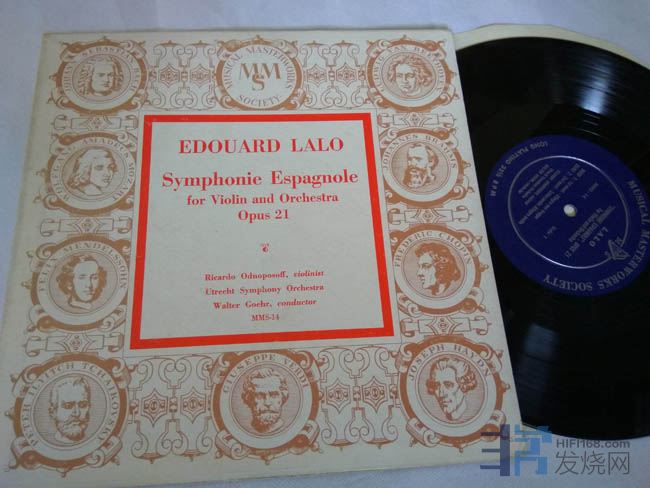 SEBASTIAN BACH
MUSICAL MASTERWORKS
MMS
SOCIETY
LUDWIG VAN BEETHOVEN
WOLFGANG AMADEUS MOZART
JOHANNES BRAHMS
FELIX MENDELSSOHN
FREDERIC CHOPIN
PETER ILYITCH TCHAIKOVSKY
GIUSEPPE VERDI
JOSEPH HAYDN
EDOUARD LALO
Symphonie Espagnole
for Violin and Orchestra
Opus 21
Ricardo Odnoposoff, violinist
Utrecht Symphony Orchestra
Walter Goehr, conductor
MMS-14
MUSICAL MASTERWORKS SOCIETY
LONG PLAYING 33⅓ RPM
LALO
HIFI168.com
发烧网